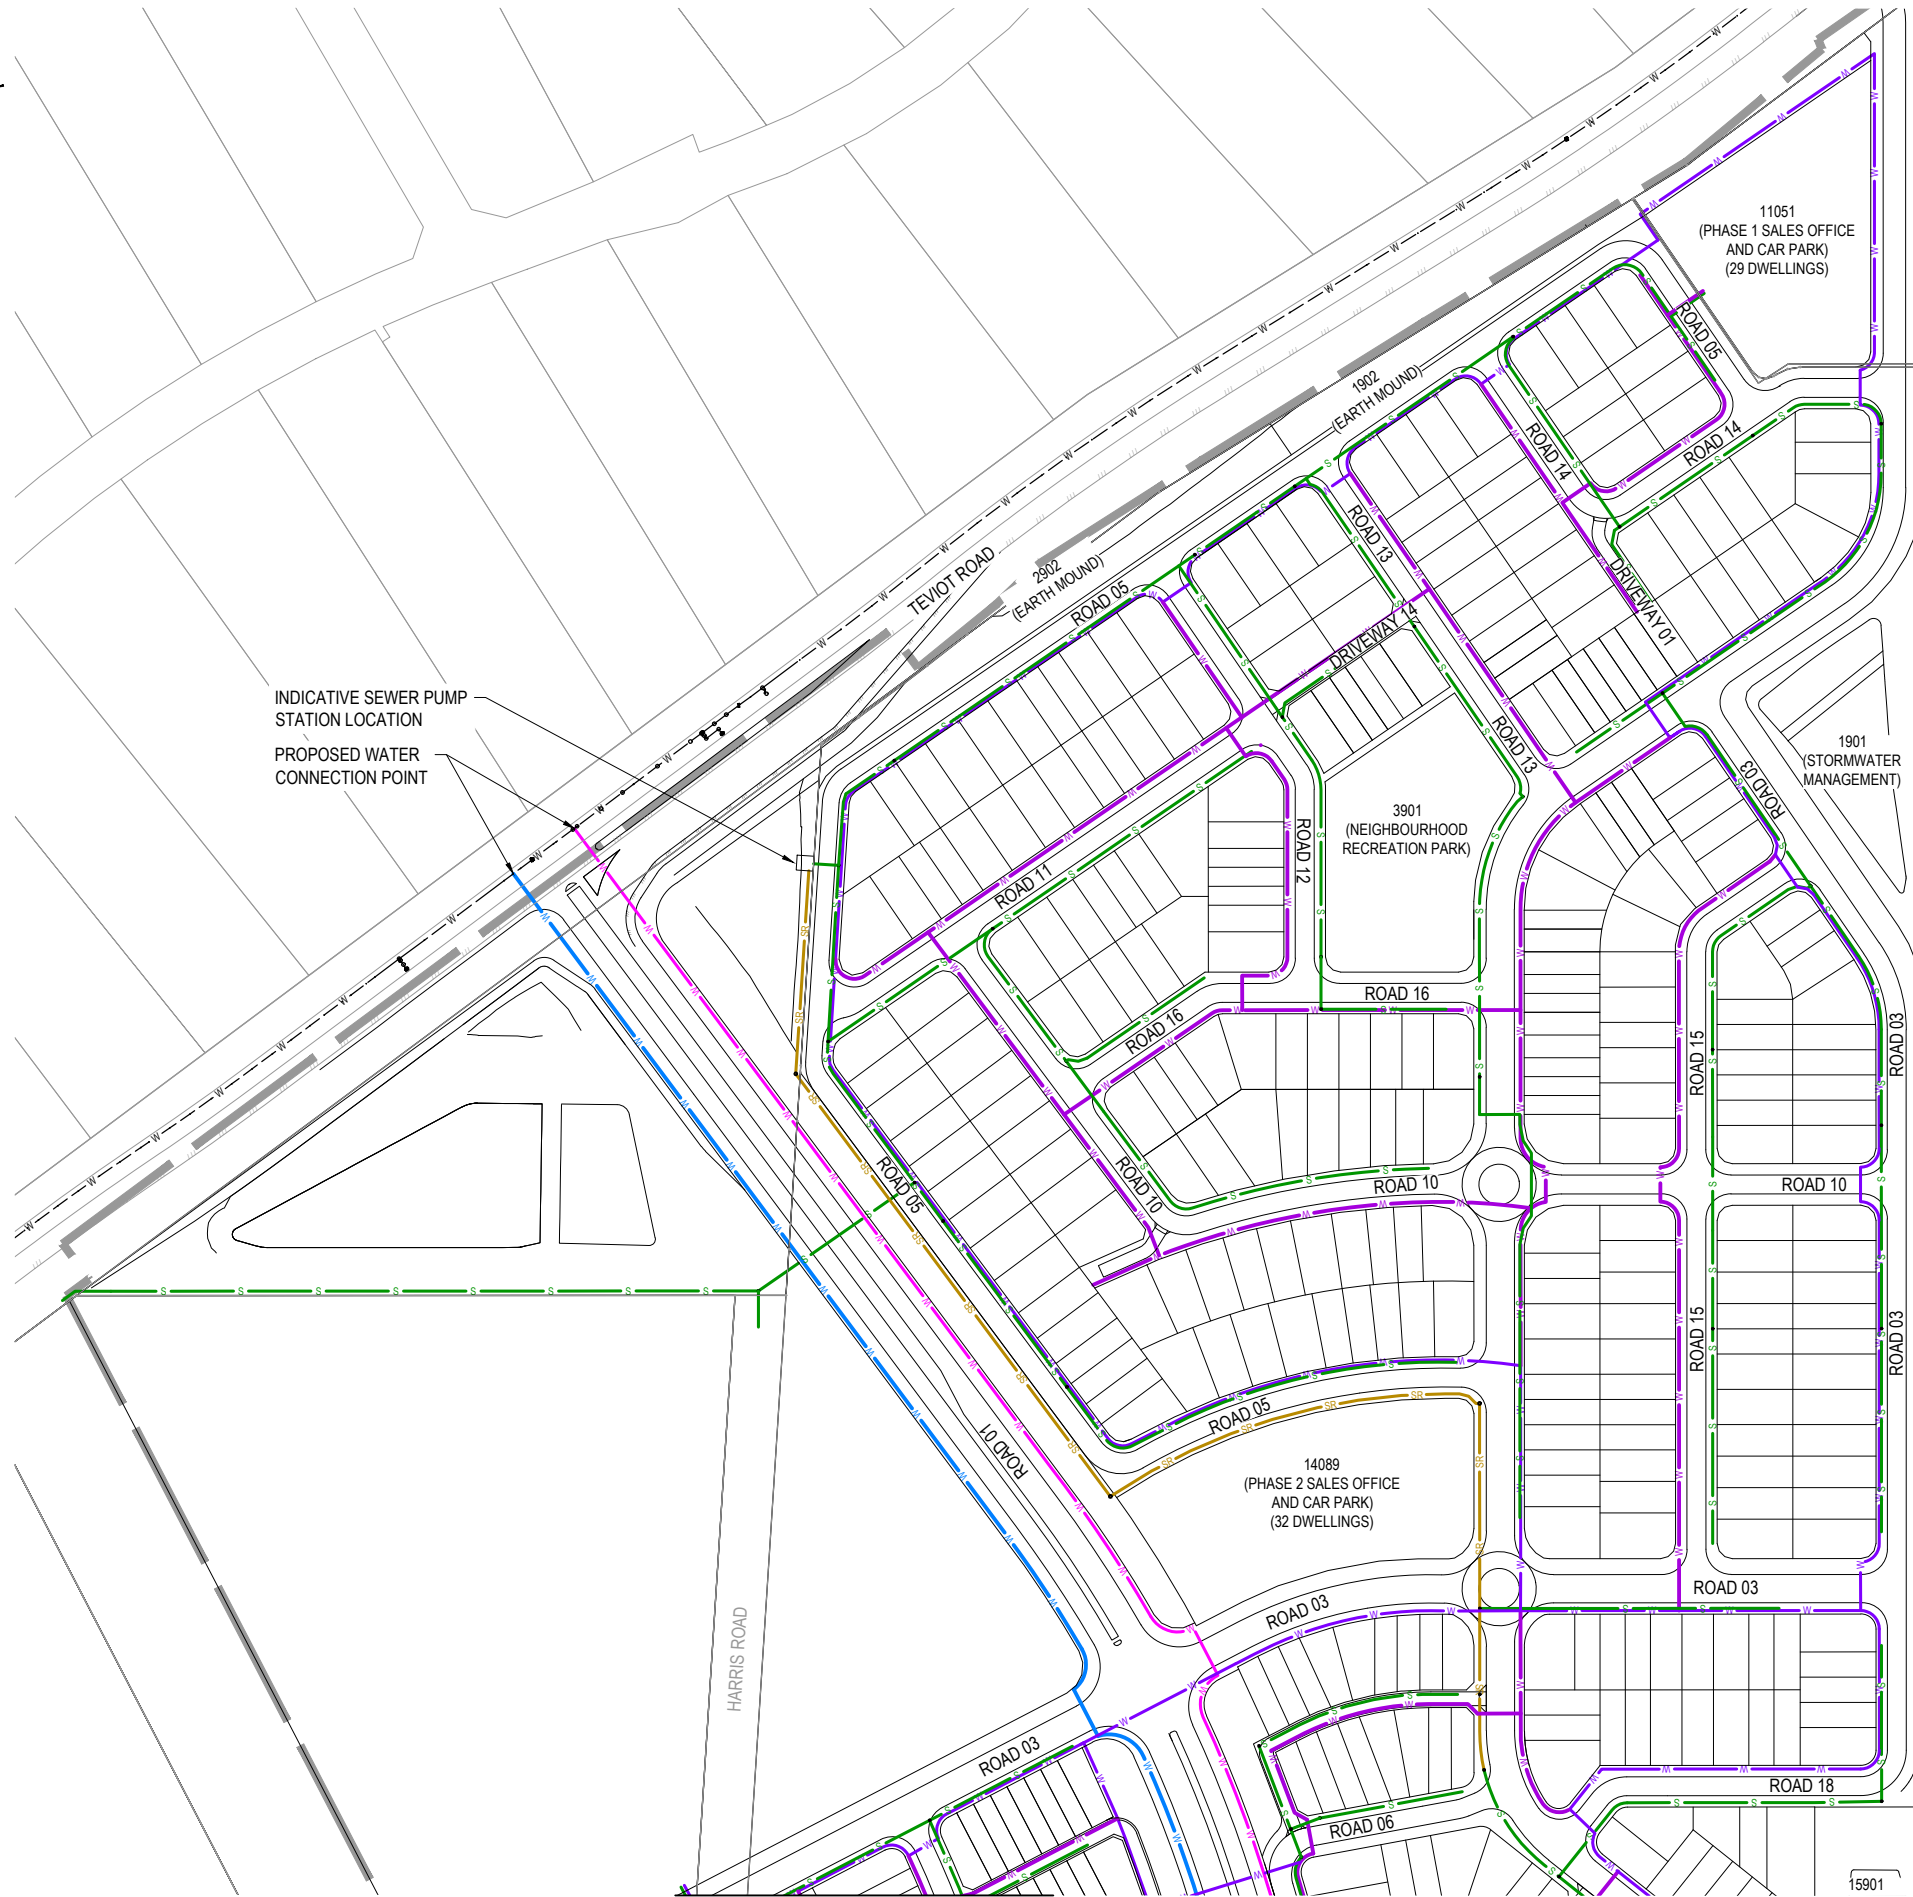 11051
(PHASE 1 SALES OFFICE
AND CAR PARK)
(29 DWELLINGS)
ROAD 05
1902
(EARTH MOUND)
ROAD 14
ROAD 14
ROAD 13
TEVIOT ROAD
2902
(EARTH MOUND)
ROAD 05
DRIVEWAY 14
DRIVEWAY 01
INDICATIVE SEWER PUMP
STATION LOCATION
PROPOSED WATER
CONNECTION POINT
ROAD 13
1901
(STORMWATER
MANAGEMENT)
ROAD 03
3901
(NEIGHBOURHOOD
RECREATION PARK)
ROAD 12
ROAD 11
ROAD 16
ROAD 16
ROAD 15
ROAD 03
ROAD 05
ROAD 10
ROAD 10
ROAD 10
ROAD 15
ROAD 03
ROAD 05
ROAD 01
14089
(PHASE 2 SALES OFFICE
AND CAR PARK)
(32 DWELLINGS)
ROAD 03
ROAD 03
HARRIS ROAD
ROAD 03
ROAD 18
ROAD 06
15901